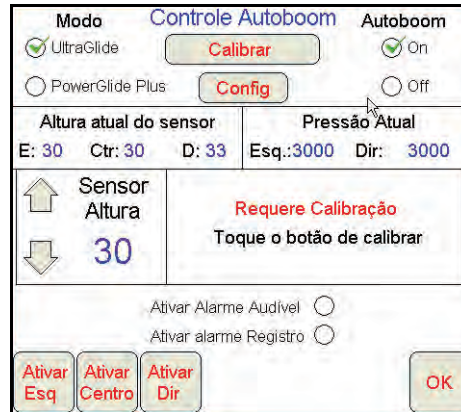 Modo Controle Autoboom Autoboom
UltraGlide Calibrar On
PowerGlide Plus Config Off
Altura atual do sensor Pressão Atual
E: 30 Ctr: 30 D: 33 Esq.:3000 Dir: 3000
Sensor
Altura
30
Requere Calibração
Toque o botão de calibrar
Ativar Alarme Audível
Ativar alarme Registro
Ativar Esq
Ativar Centro
Ativar Dir
OK